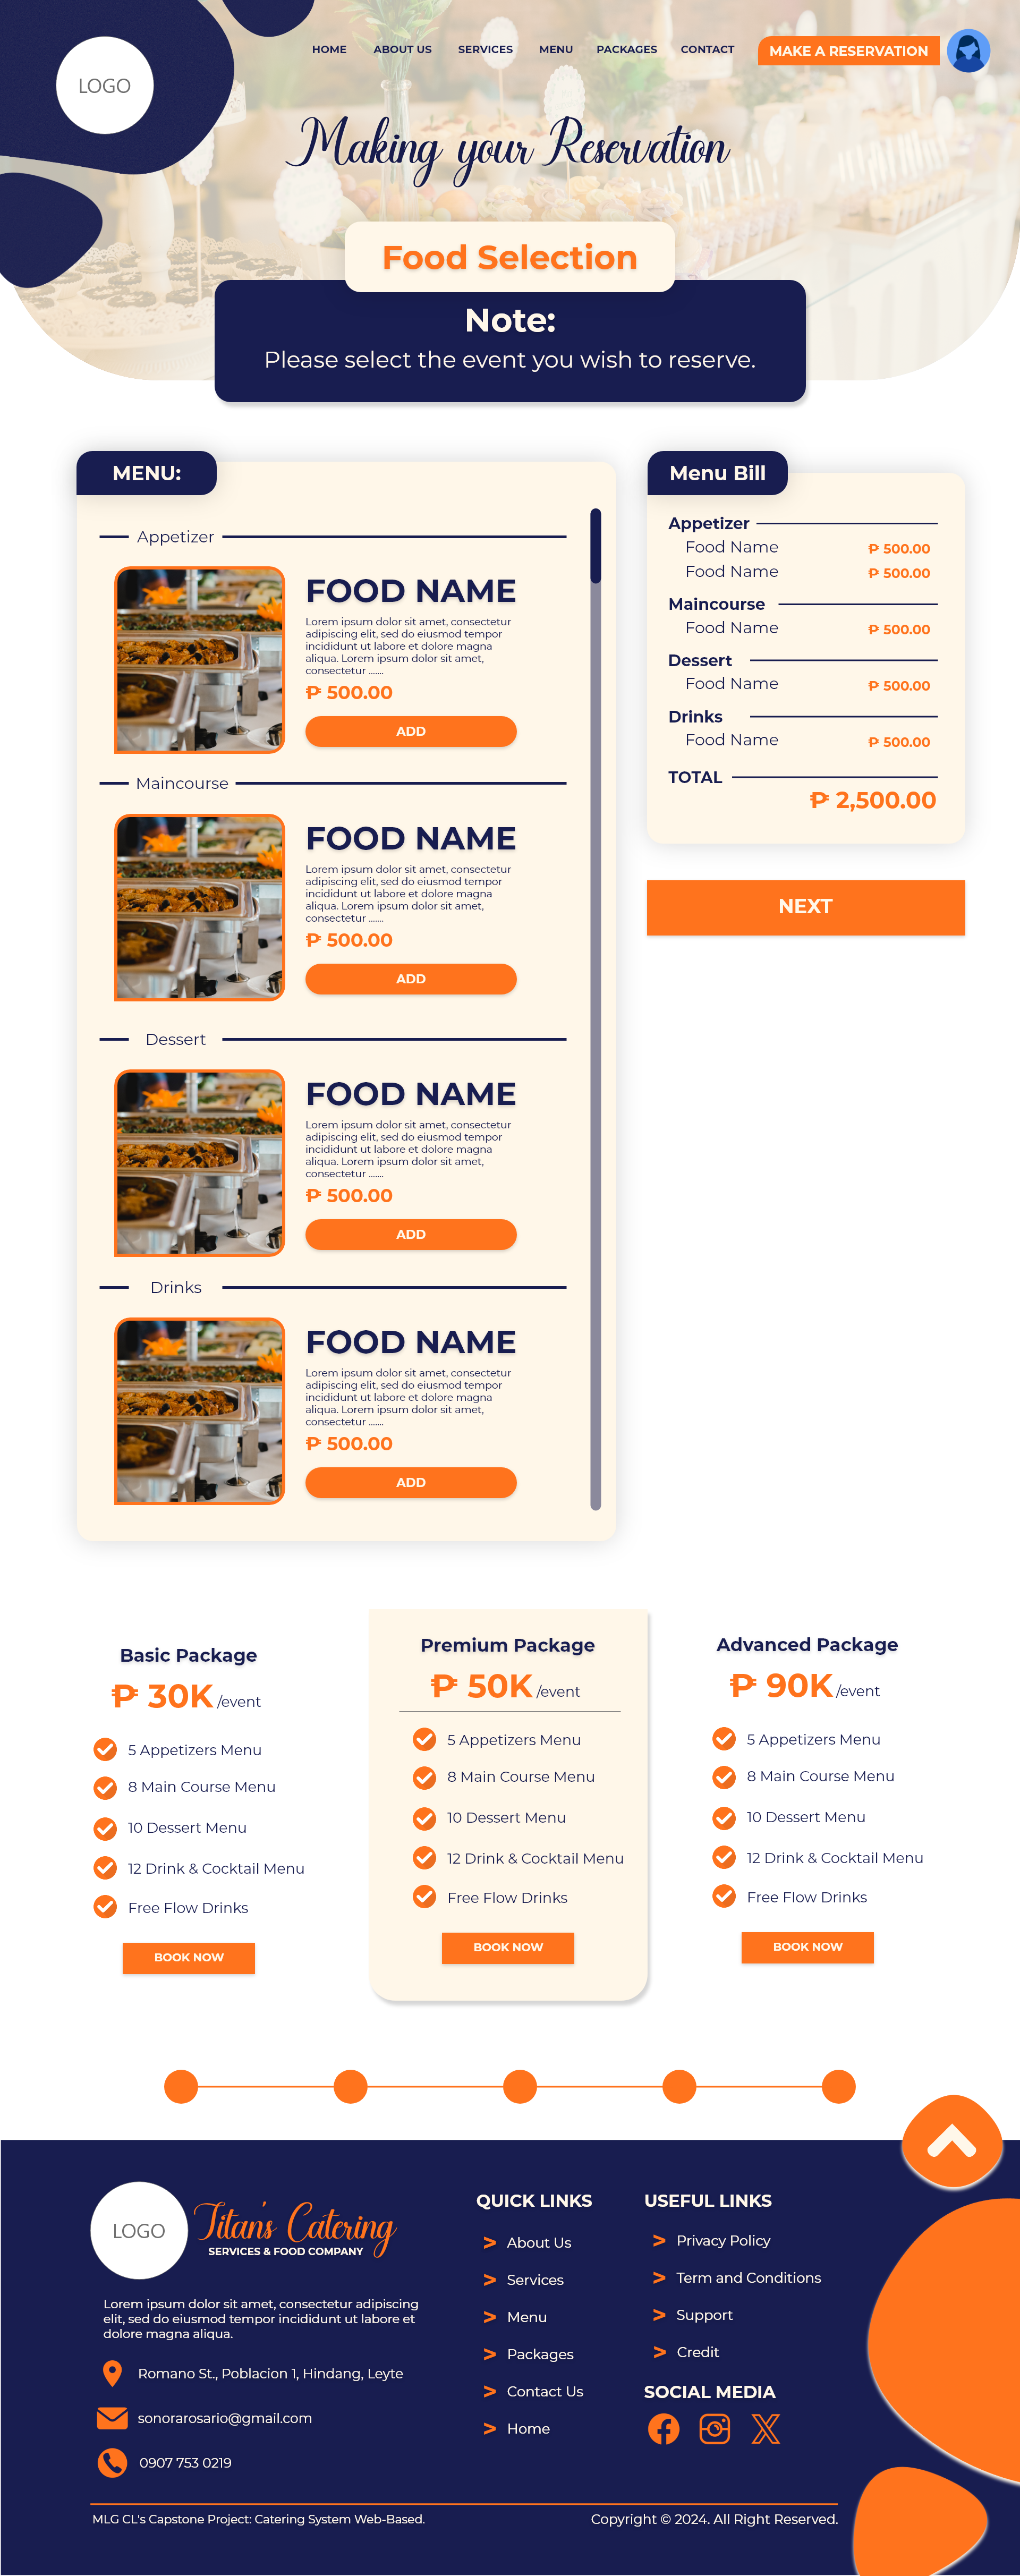 LOGO
HOME
ABOUT US
SERVICES
MENU
PACKAGES
CONTACT
MAKE A RESERVATION
Making your Reservation
Food Selection
Note:
Please select the event you wish to reserve.
MENU:
Appetizer
FOOD NAME
Lorem ipsum dolor sit amet, consectetur
adipiscing elit, sed do eiusmod tempor
incididunt ut labore et dolore magna
aliqua. Lorem ipsum dolor sit amet,
consectetur .......
₱ 500.00
ADD
Maincourse
FOOD NAME
Lorem ipsum dolor sit amet, consectetur
adipiscing elit, sed do eiusmod tempor
incididunt ut labore et dolore magna
aliqua. Lorem ipsum dolor sit amet,
consectetur .......
₱ 500.00
ADD
Dessert
FOOD NAME
Lorem ipsum dolor sit amet, consectetur
adipiscing elit, sed do eiusmod tempor
incididunt ut labore et dolore magna
aliqua. Lorem ipsum dolor sit amet,
consectetur .......
₱ 500.00
ADD
Drinks
FOOD NAME
Lorem ipsum dolor sit amet, consectetur
adipiscing elit, sed do eiusmod tempor
incididunt ut labore et dolore magna
aliqua. Lorem ipsum dolor sit amet,
consectetur .......
₱ 500.00
ADD
Menu Bill
Appetizer
Food Name ₱ 500.00
Food Name ₱ 500.00
Maincourse
Food Name ₱ 500.00
Dessert
Food Name ₱ 500.00
Drinks
Food Name ₱ 500.00
TOTAL
₱ 2,500.00
NEXT
Basic Package
₱ 30K /event
5 Appetizers Menu
8 Main Course Menu
10 Dessert Menu
12 Drink & Cocktail Menu
Free Flow Drinks
BOOK NOW
Premium Package
₱ 50K /event
5 Appetizers Menu
8 Main Course Menu
10 Dessert Menu
12 Drink & Cocktail Menu
Free Flow Drinks
BOOK NOW
Advanced Package
₱ 90K /event
5 Appetizers Menu
8 Main Course Menu
10 Dessert Menu
12 Drink & Cocktail Menu
Free Flow Drinks
BOOK NOW
LOGO
Titan's Catering
SERVICES & FOOD COMPANY
Lorem ipsum dolor sit amet, consectetur adipiscing
elit, sed do eiusmod tempor incididunt ut labore et
dolore magna aliqua.
Romano St., Poblacion 1, Hindang, Leyte
sonorarosario@gmail.com
0907 753 0219
QUICK LINKS
> About Us
> Services
> Menu
> Packages
> Contact Us
> Home
USEFUL LINKS
> Privacy Policy
> Term and Conditions
> Support
> Credit
SOCIAL MEDIA
MLG CL's Capstone Project: Catering System Web-Based.
Copyright © 2024. All Right Reserved.